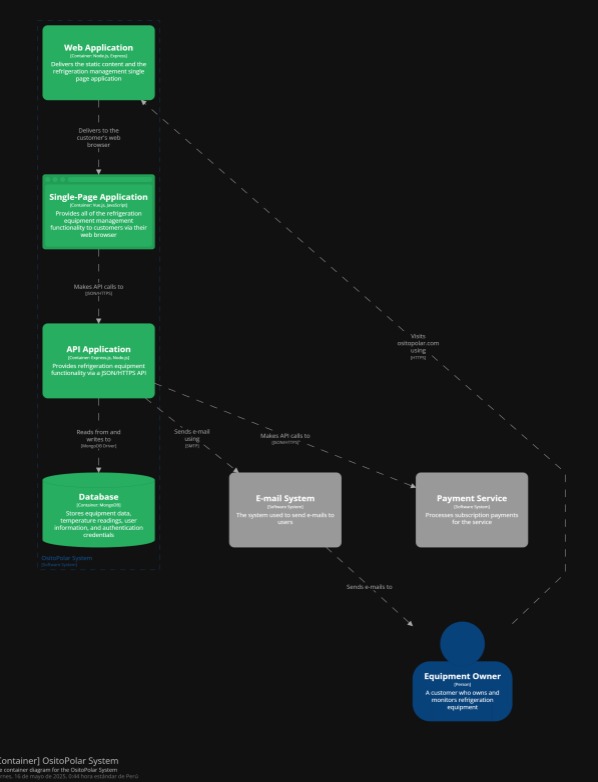 Web Application
[Container: Node.js, Express]
Delivers the static content and the
refrigeration management single
page application
Delivers to the
customer's web
browser
Single-Page Application
[Container: Vue.js, JavaScript]
Provides all of the refrigeration
equipment management
functionality to customers via their
web browser
Makes API calls to
[JSON/HTTPS]
Visits
ositopolar.com
using
[HTTPS]
API Application
[Container: Express.js, Node.js]
Provides refrigeration equipment
functionality via a JSON/HTTPS API
Reads from and
writes to
[MongoDB Driver]
Sends e-mail
using
[SMTP]
Makes API calls to
[JSON/HTTPS]
Database
[Container: MongoDB]
Stores equipment data,
temperature readings, user
information, and authentication
credentials
E-mail System
[Software System]
The system used to send e-mails to
users
Payment Service
[Software System]
Processes subscription payments
for the service
OsitoPolar System
[Software System]
Sends e-mails to
Equipment Owner
[Person]
A customer who owns and
monitors refrigeration
equipment
Container] OsitoPolar System
e container diagram for the OsitoPolar System
ernes, 16 de mayo de 2025, 0:44 hora estándar de Perú